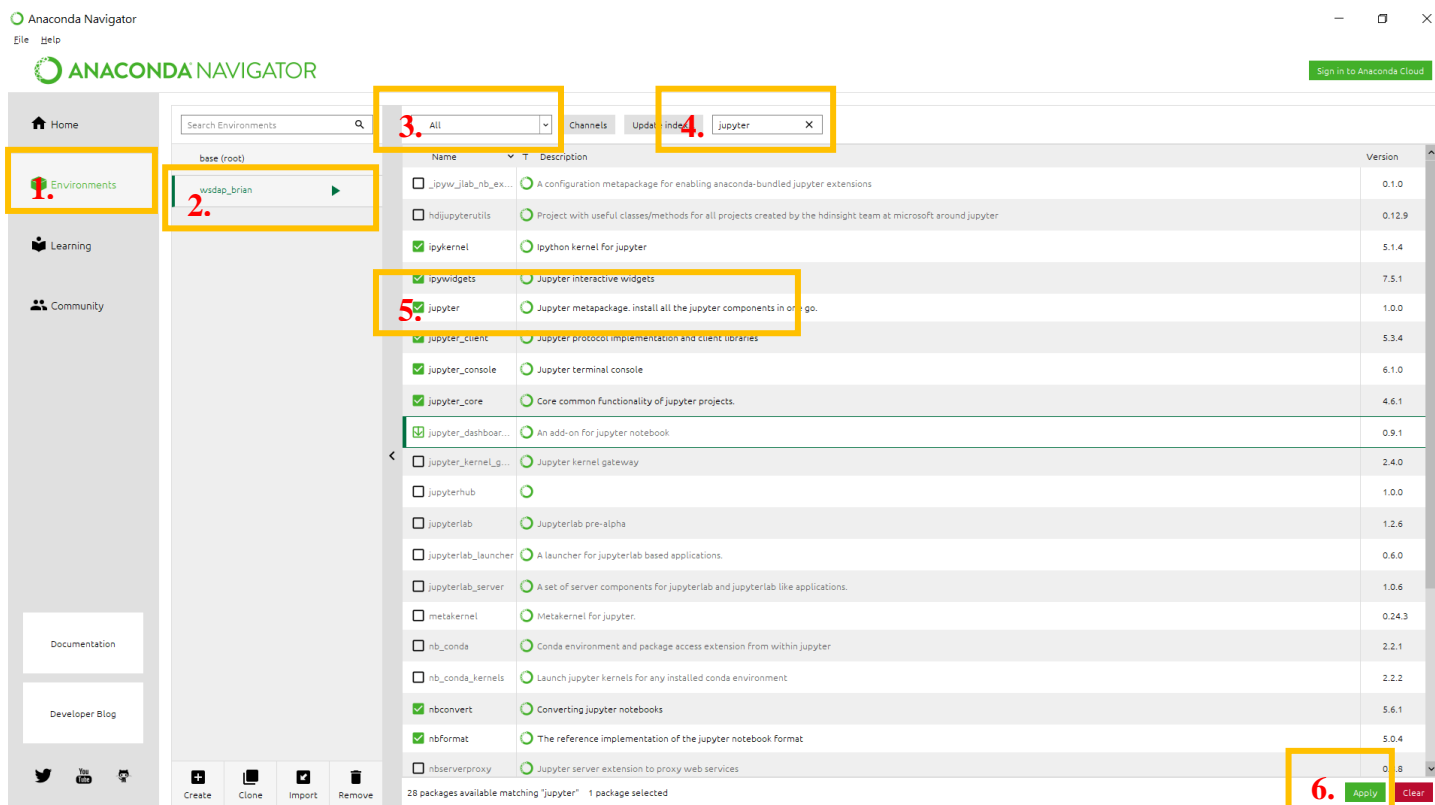 Anaconda Navigator
File Help
ANACONDA NAVIGATOR
Sign in to Anaconda Cloud
Home
1. Environments
Learning
Community
Documentation
Developer Blog
You Tube
Search Environments
base (root)
2. wsdap_brian
Create Clone Import Remove
3. All Channels Update index... 4. jupyter
Name T Description Version
_ipyw_jlab_nb_ex... A configuration metapackage for enabling anaconda-bundled jupyter extensions 0.1.0
hdijupyterutils Project with useful classes/methods for all projects created by the hdinsight team at microsoft around jupyter 0.12.9
ipykernel Ipython kernel for jupyter 5.1.4
ipywidgets Jupyter interactive widgets 7.5.1
5. jupyter Jupyter metapackage. install all the jupyter components in one go. 1.0.0
jupyter_client Jupyter protocol implementation and client libraries 5.3.4
jupyter_console Jupyter terminal console 6.1.0
jupyter_core Core common functionality of jupyter projects. 4.6.1
jupyter_dashboar... An add-on for jupyter notebook 0.9.1
jupyter_kernel_g... Jupyter kernel gateway 2.4.0
jupyterhub 1.0.0
jupyterlab Jupyterlab pre-alpha 1.2.6
jupyterlab_launcher A launcher for jupyterlab based applications. 0.6.0
jupyterlab_server A set of server components for jupyterlab and jupyterlab like applications. 1.0.6
metakernel Metakernel for jupyter. 0.24.3
nb_conda Conda environment and package access extension from within jupyter 2.2.1
nb_conda_kernels Launch jupyter kernels for any installed conda environment 2.2.2
nbconvert Converting jupyter notebooks 5.6.1
nbformat The reference implementation of the jupyter notebook format 5.0.4
nbserverproxy Jupyter server extension to proxy web services
28 packages available matching "jupyter" 1 package selected 6. Apply Clear